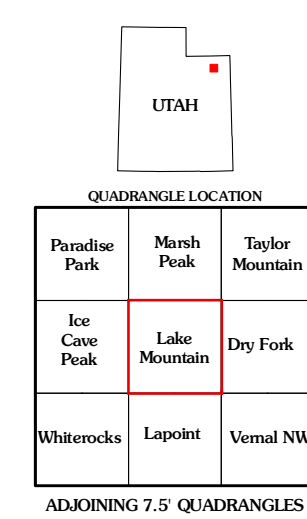 UTAH
QUADRANGLE LOCATION
Paradise
Park
Marsh
Peak
Taylor
Mountain
Ice
Cave
Peak
Lake
Mountain
Dry Fork
Whiterocks
Lapoint
Vernal NW
ADJOINING 7.5' QUADRANGLES